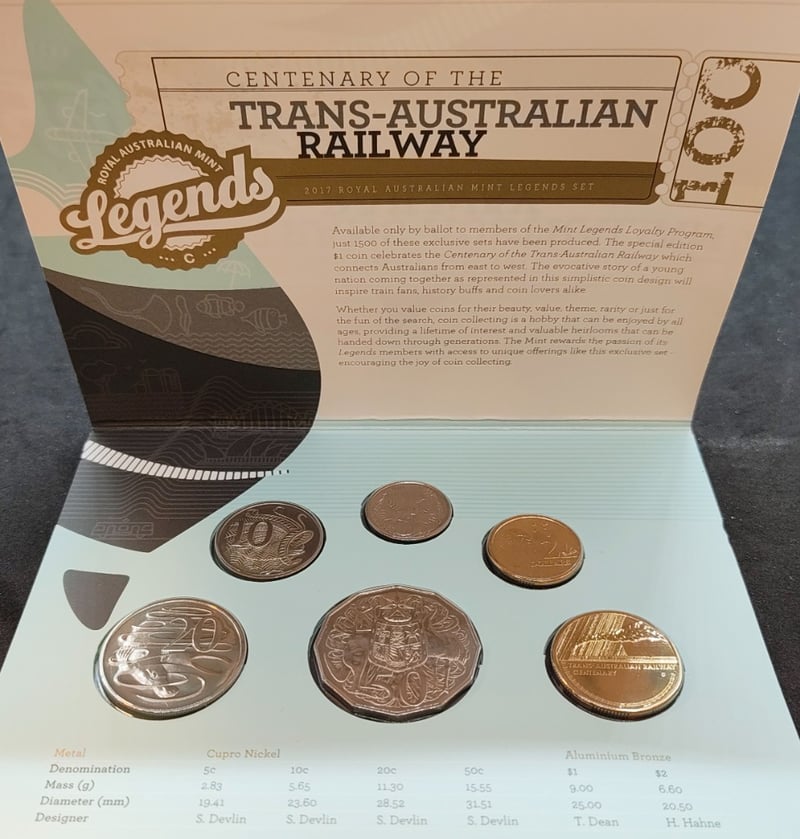 CENTENARY OF THE
TRANS-AUSTRALIAN
RAILWAY
100
ROYAL AUSTRALIAN MINT
Legends
C
2017 ROYAL AUSTRALIAN MINT LEGENDS SET
Available only by ballot to members of the Mint Legends Loyalty Program,
just 1500 of these exclusive sets have been produced. The special edition
$1 coin celebrates the Centenary of the Trans-Australian Railway which
connects Australians from east to west. The evocative story of a young
nation coming together as represented in this simplistic coin design will
inspire train fans, history buffs and coin lovers alike.
Whether you value coins for their beauty, value, theme, rarity or just for
the fun of the search, coin collecting is a hobby that can be enjoyed by all
ages, providing a lifetime of interest and valuable heirlooms that can be
handed down through generations. The Mint rewards the passion of its
Legends members with access to unique offerings like this exclusive set –
encouraging the joy of coin collecting.
10
2
DOLLARS
20
50
TRANS-AUSTRALIAN RAILWAY
CENTENARY
C
Metal Cupro Nickel Aluminium Bronze
Denomination 5c 10c 20c 50c $1 $2
Mass (g) 2.83 5.65 11.30 15.55 9.00 6.60
Diameter (mm) 19.41 23.60 28.52 31.51 25.00 20.50
Designer S. Devlin S. Devlin S. Devlin S. Devlin T. Dean H. Hahne